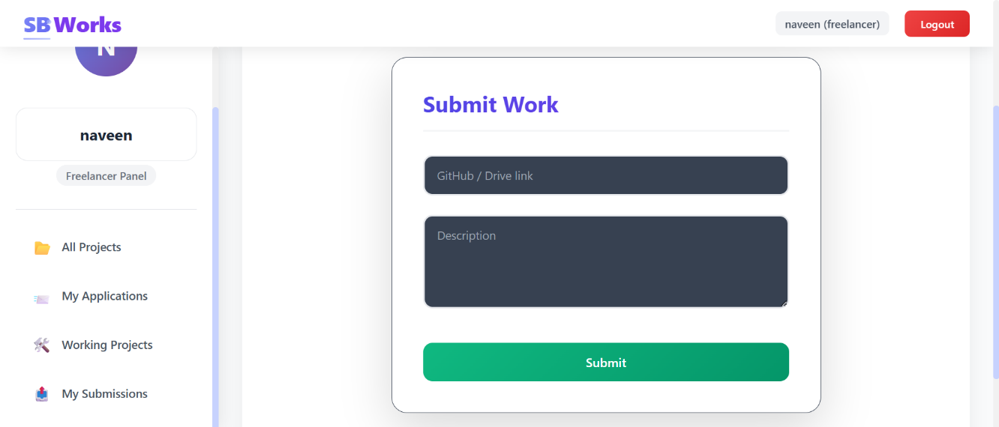 SB Works
naveen (freelancer)
Logout
N
naveen
Freelancer Panel
All Projects
My Applications
Working Projects
My Submissions
Submit Work
GitHub / Drive link
Description
Submit